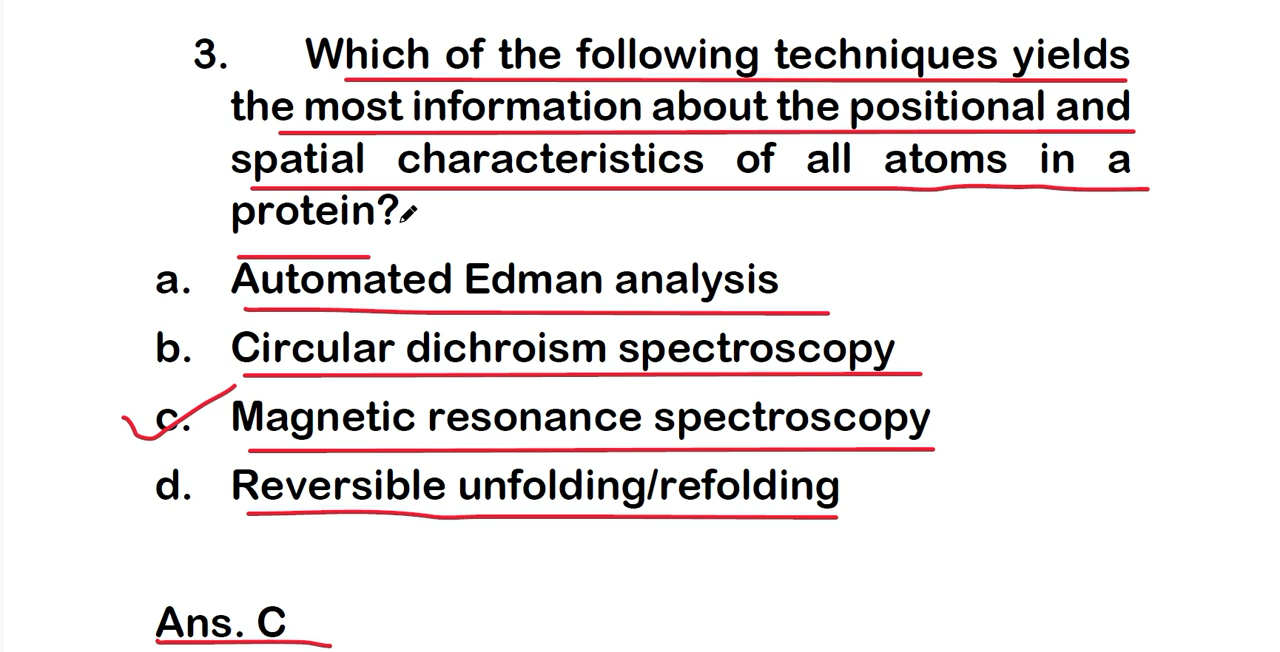 3. Which of the following techniques yields
the most information about the positional and
spatial characteristics of all atoms in a
protein?
a. Automated Edman analysis
b. Circular dichroism spectroscopy
c. Magnetic resonance spectroscopy
d. Reversible unfolding/refolding
Ans. C